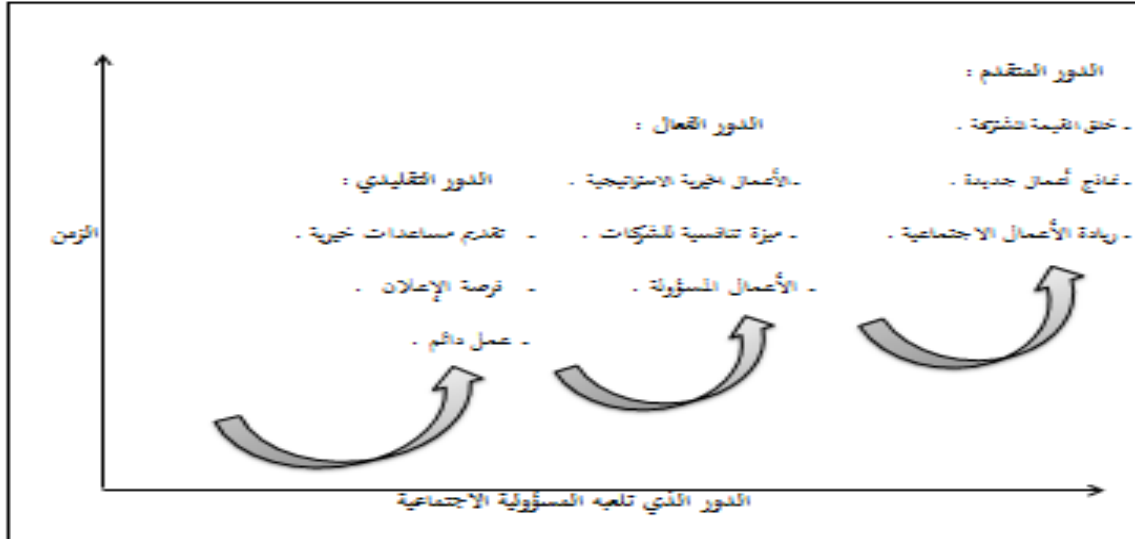 الدور المتقدم :
- خلق القيمة المشتركة .
- نماذج أعمال جديدة .
- ريادة الأعمال الاجتماعية .
الدور الفعال :
- الأعمال الخيرية الاستراتيجية .
- ميزة تنافسية للشركات .
- الأعمال المسؤولة .
الدور التقليدي :
- تقديم مساعدات خيرية .
- فرصة الإعلان .
- عمل دائم .
الزمن
الدور الذي تلعبه المسؤولية الاجتماعية